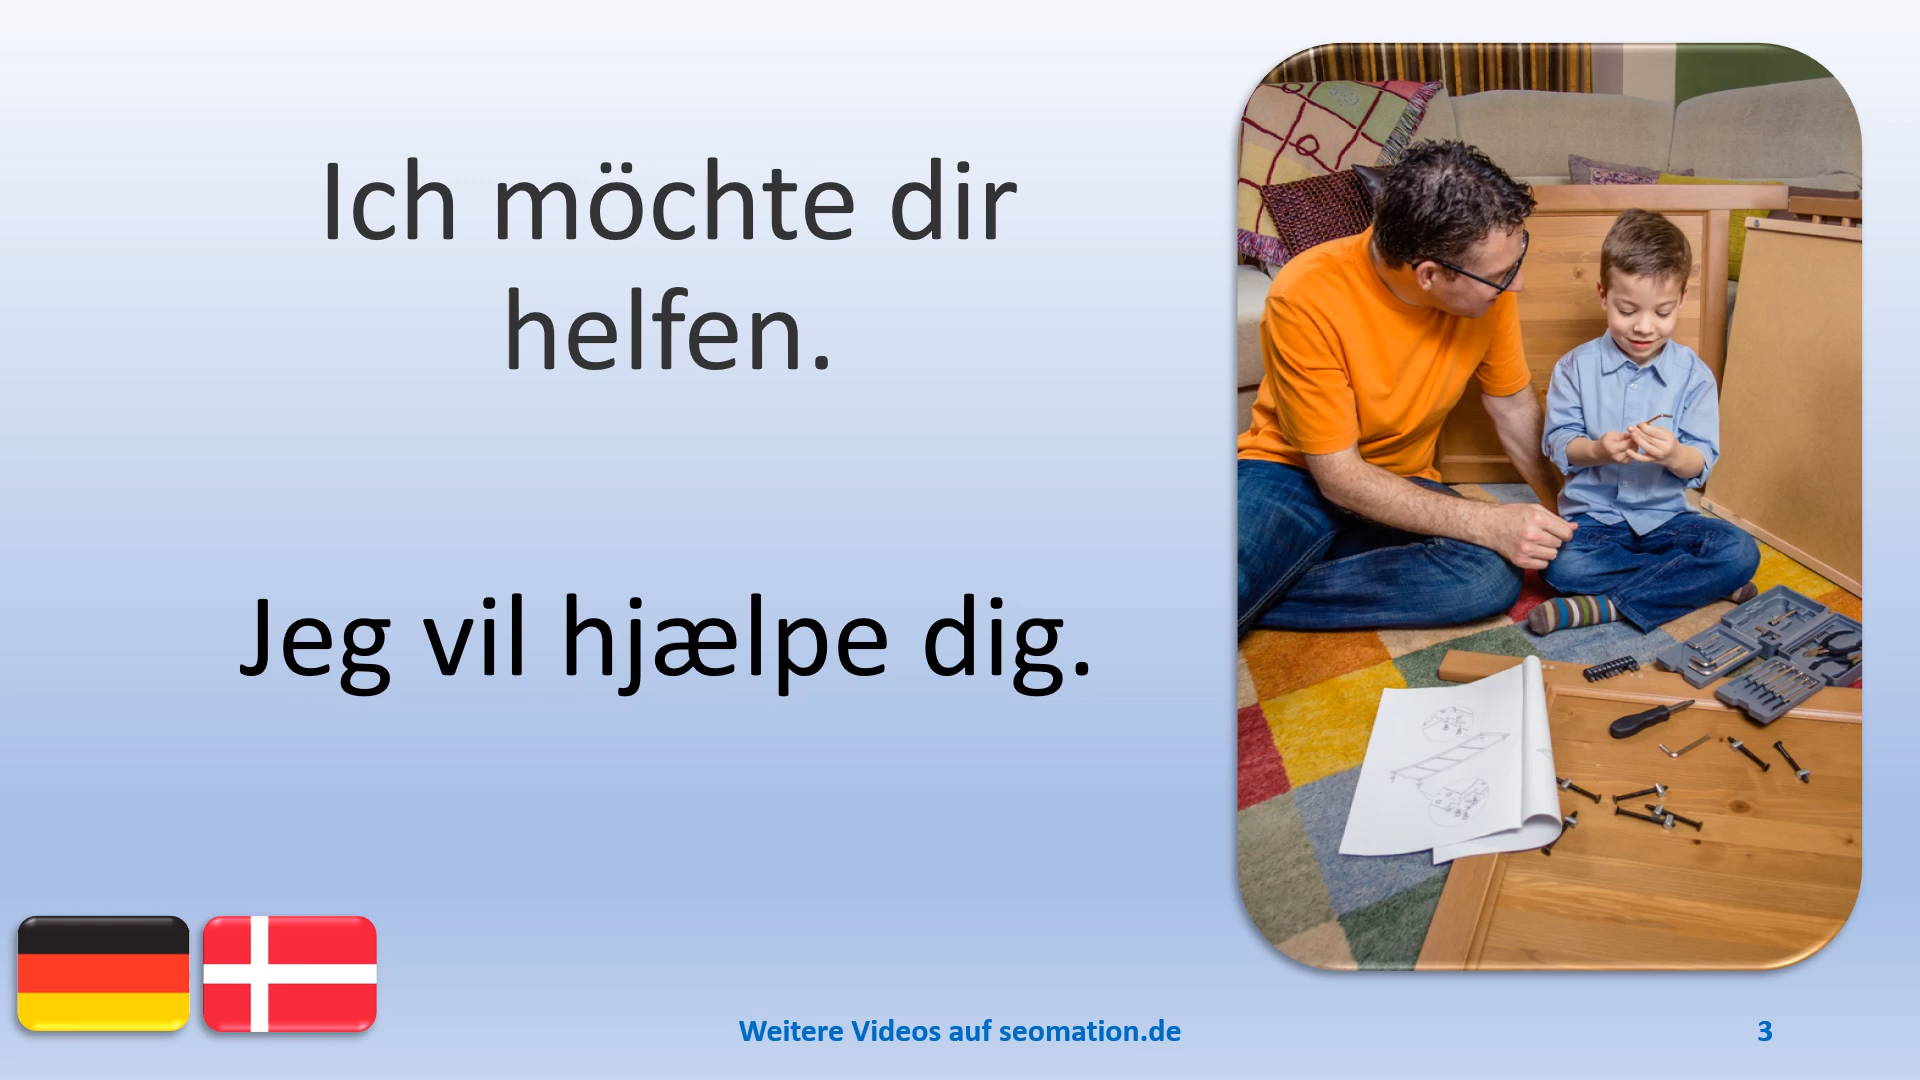 Ich möchte dir
helfen.
Jeg vil hjælpe dig.
Weitere Videos auf seomation.de
3